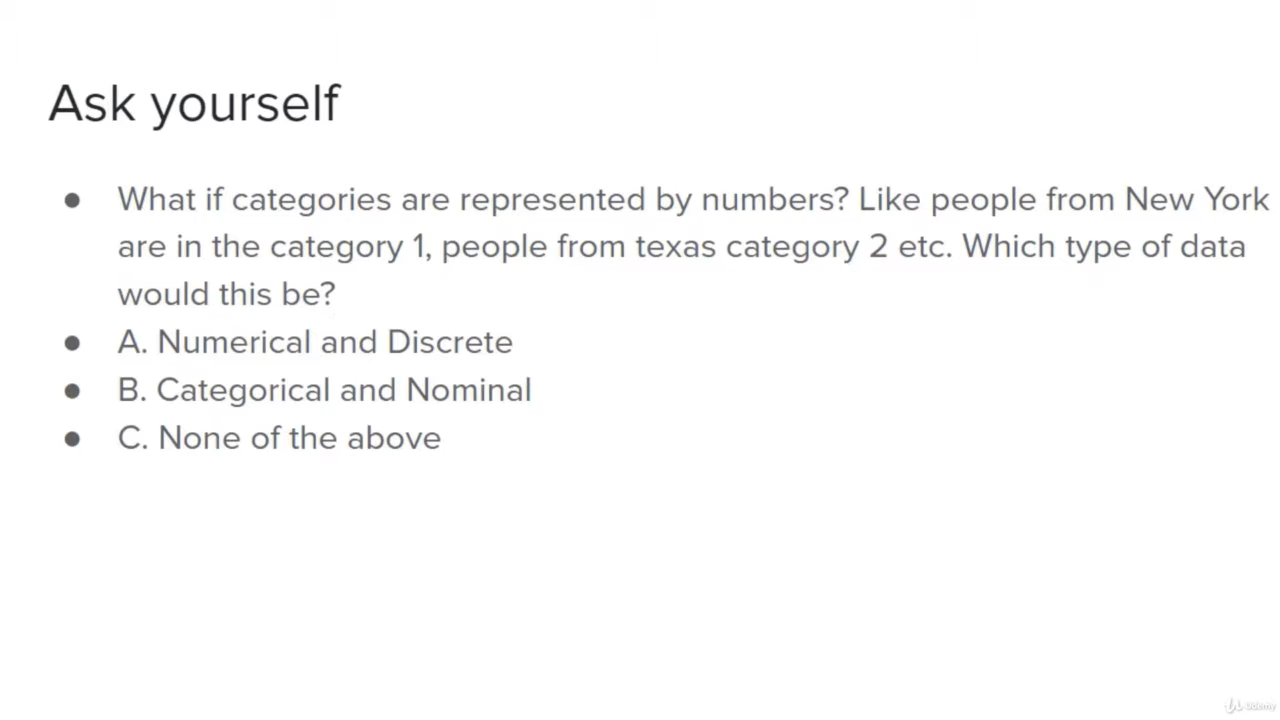 Ask yourself
● What if categories are represented by numbers? Like people from New York
are in the category 1, people from texas category 2 etc. Which type of data
would this be?
● A. Numerical and Discrete
● B. Categorical and Nominal
● C. None of the above
Udemy